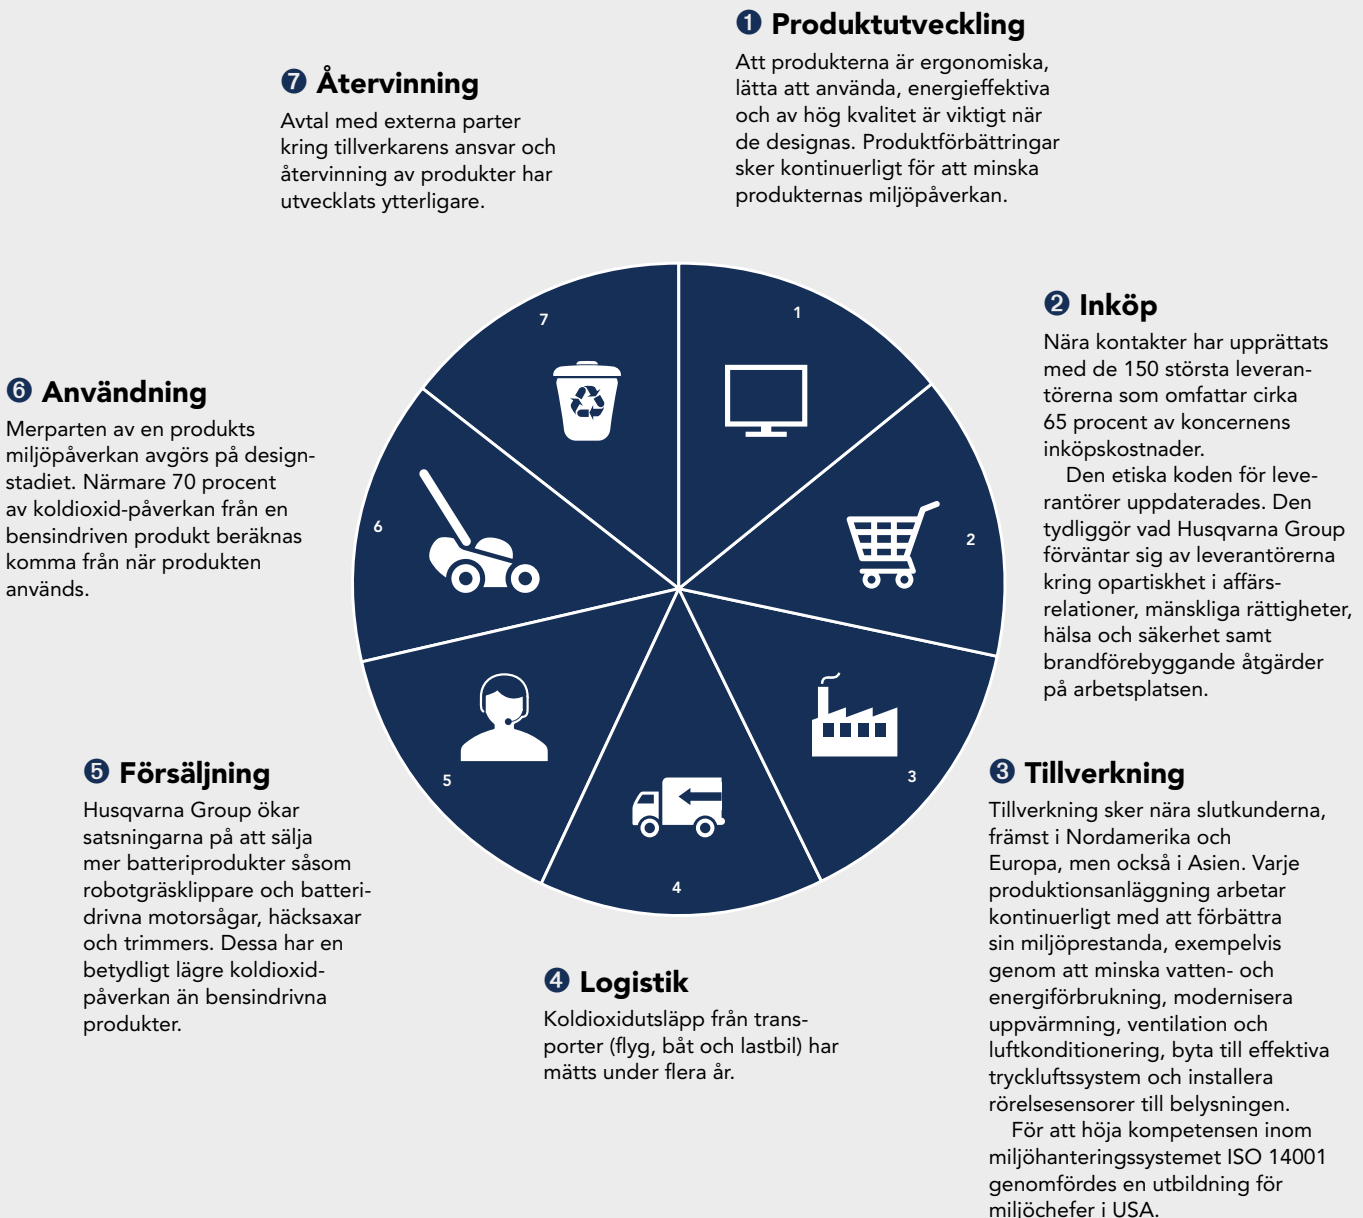 ❶ Produktutveckling
Att produkterna är ergonomiska,
lätta att använda, energieffektiva
och av hög kvalitet är viktigt när
de designas. Produktförbättringar
sker kontinuerligt för att minska
produkternas miljöpåverkan.
❷ Inköp
Nära kontakter har upprättats
med de 150 största leveran-
törerna som omfattar cirka
65 procent av koncernens
inköpskostnader.
Den etiska koden för leve-
rantörer uppdaterades. Den
tydliggör vad Husqvarna Group
förväntar sig av leverantörerna
kring opartiskhet i affärs-
relationer, mänskliga rättigheter,
hälsa och säkerhet samt
brandförebyggande åtgärder
på arbetsplatsen.
❸ Tillverkning
Tillverkning sker nära slutkunderna,
främst i Nordamerika och
Europa, men också i Asien. Varje
produktionsanläggning arbetar
kontinuerligt med att förbättra
sin miljöprestanda, exempelvis
genom att minska vatten- och
energiförbrukning, modernisera
uppvärmning, ventilation och
luftkonditionering, byta till effektiva
tryckluftssystem och installera
rörelsesensorer till belysningen.
För att höja kompetensen inom
miljöhanteringssystemet ISO 14001
genomfördes en utbildning för
miljöchefer i USA.
❹ Logistik
Koldioxidutsläpp från trans-
porter (flyg, båt och lastbil) har
mätts under flera år.
❺ Försäljning
Husqvarna Group ökar
satsningarna på att sälja
mer batteriprodukter såsom
robotgräsklippare och batteri-
drivna motorsågar, häcksaxar
och trimmers. Dessa har en
betydligt lägre koldioxid-
påverkan än bensindrivna
produkter.
❻ Användning
Merparten av en produkts
miljöpåverkan avgörs på design-
stadiet. Närmare 70 procent
av koldioxid-påverkan från en
bensindriven produkt beräknas
komma från när produkten
används.
❼ Återvinning
Avtal med externa parter
kring tillverkarens ansvar och
återvinning av produkter har
utvecklats ytterligare.
1
2
3
4
5
6
7